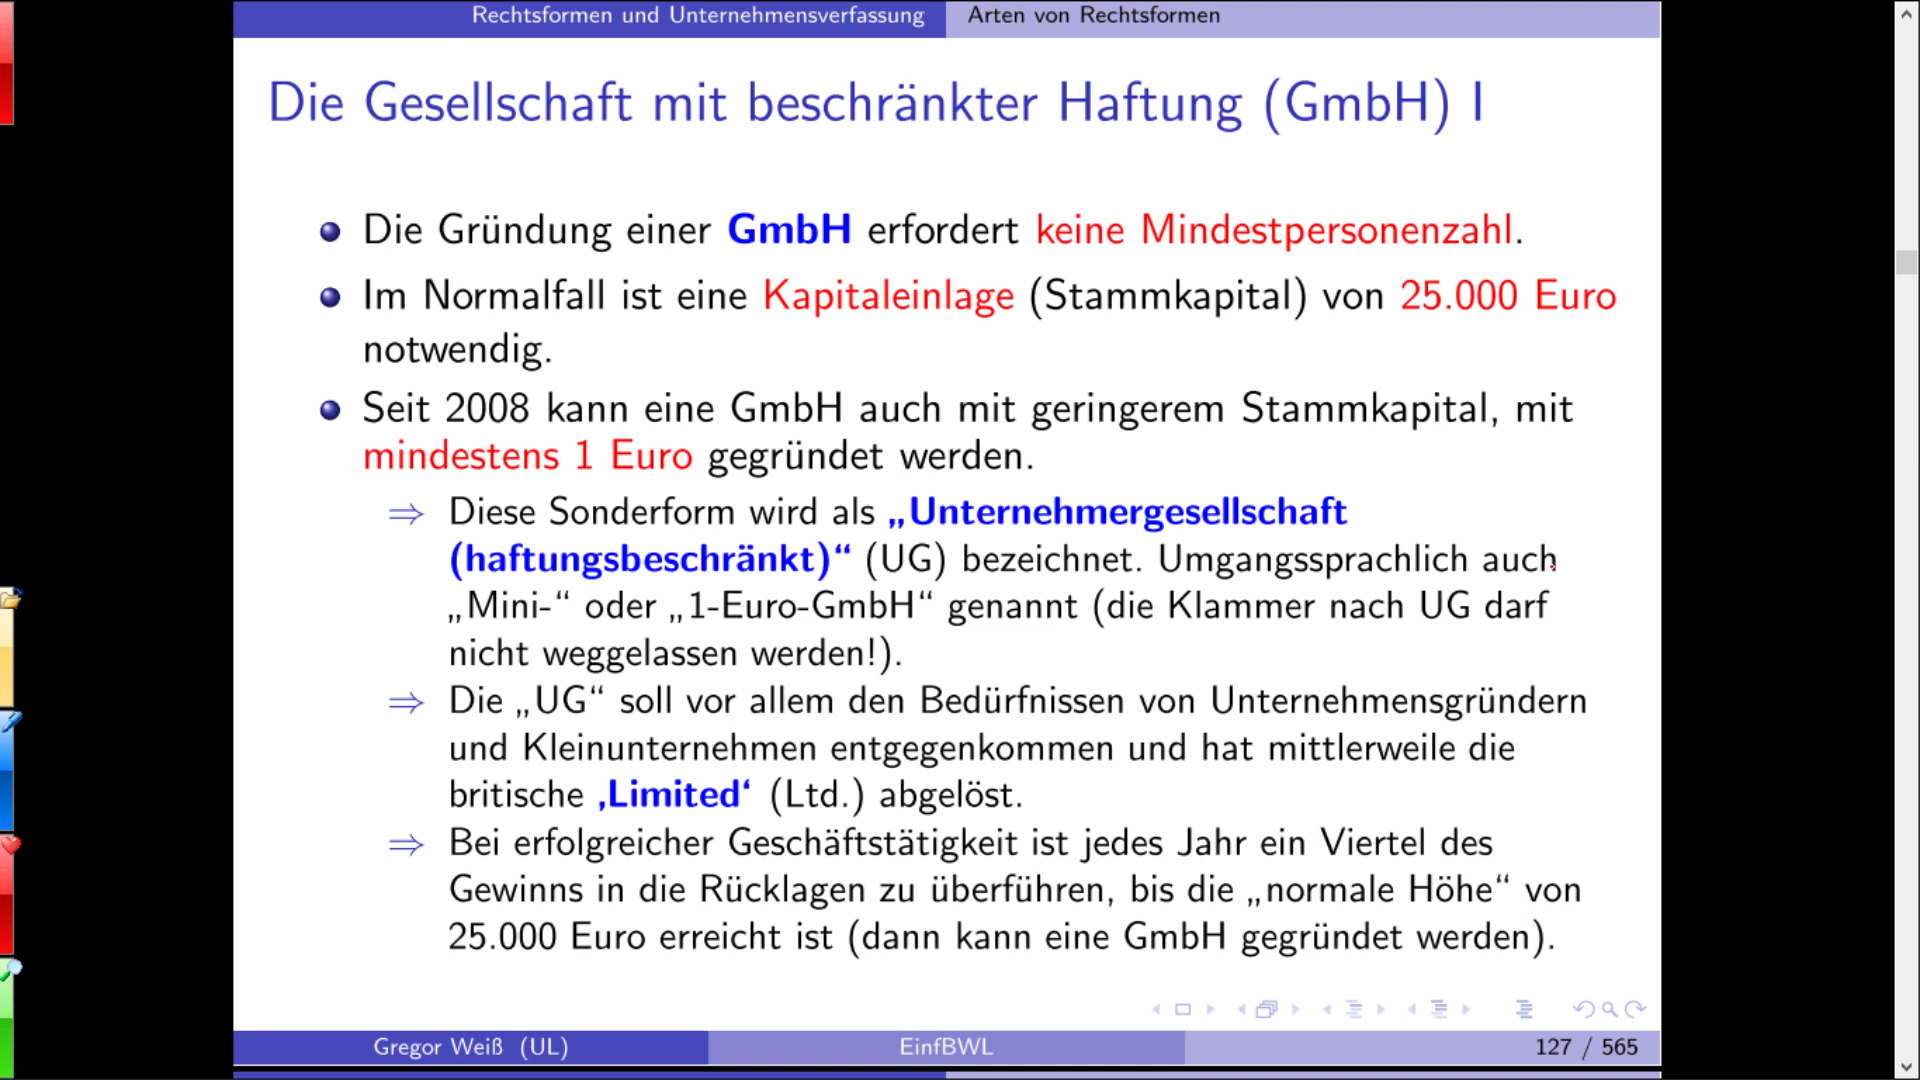 Rechtsformen und Unternehmensverfassung Arten von Rechtsformen
Die Gesellschaft mit beschränkter Haftung (GmbH) I
Die Gründung einer GmbH erfordert keine Mindestpersonenzahl.
Im Normalfall ist eine Kapitaleinlage (Stammkapital) von 25.000 Euro
notwendig.
Seit 2008 kann eine GmbH auch mit geringerem Stammkapital, mit
mindestens 1 Euro gegründet werden.
⇒ Diese Sonderform wird als „Unternehmergesellschaft
(haftungsbeschränkt)“ (UG) bezeichnet. Umgangssprachlich auch
„Mini-“ oder „1-Euro-GmbH“ genannt (die Klammer nach UG darf
nicht weggelassen werden!).
⇒ Die „UG“ soll vor allem den Bedürfnissen von Unternehmensgründern
und Kleinunternehmen entgegenkommen und hat mittlerweile die
britische ‚Limited‘ (Ltd.) abgelöst.
⇒ Bei erfolgreicher Geschäftstätigkeit ist jedes Jahr ein Viertel des
Gewinns in die Rücklagen zu überführen, bis die „normale Höhe“ von
25.000 Euro erreicht ist (dann kann eine GmbH gegründet werden).
Gregor Weiß (UL) EinfBWL 127 / 565